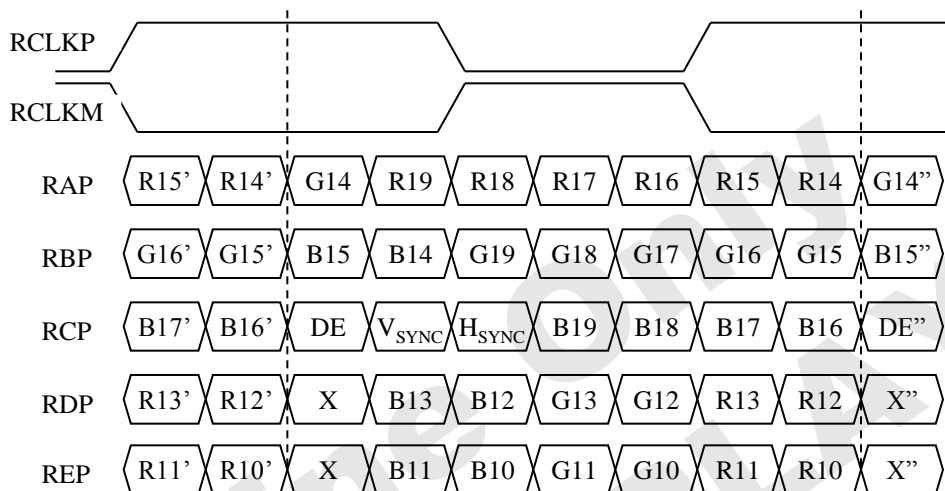 RCLKP
RCLKM
RAP R15’ R14’ G14 R19 R18 R17 R16 R15 R14 G14”
RBP G16’ G15’ B15 B14 G19 G18 G17 G16 G15 B15”
RCP B17’ B16’ DE VSYNC HSYNC B19 B18 B17 B16 DE”
RDP R13’ R12’ X B13 B12 G13 G12 R13 R12 X”
REP R11’ R10’ X B11 B10 G11 G10 R11 R10 X”